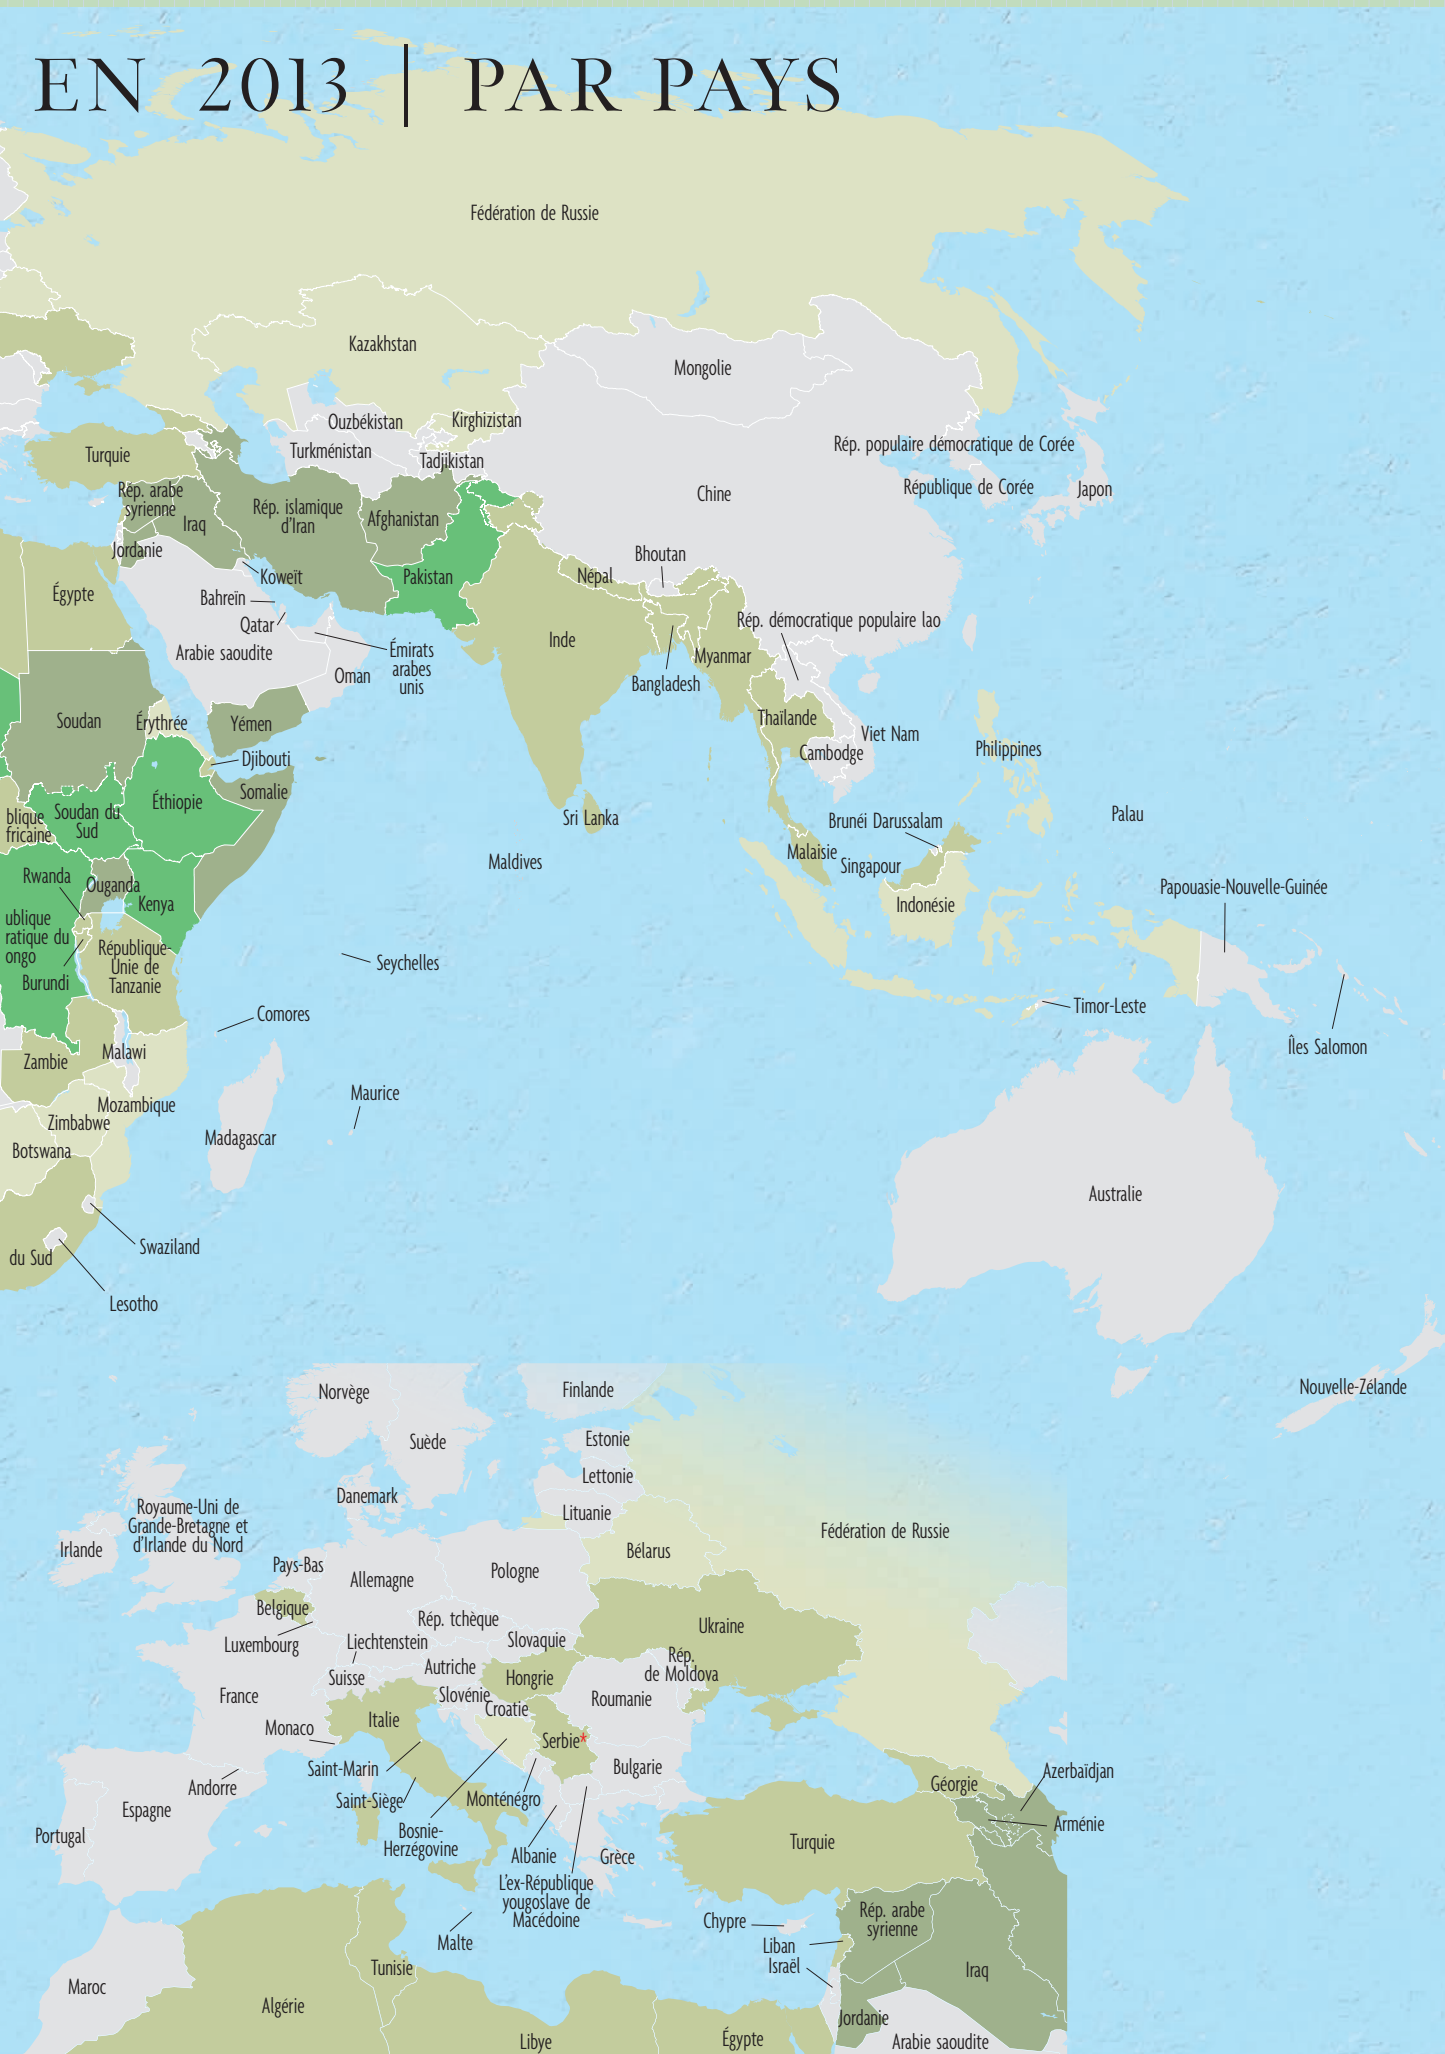 EN 2013 | PAR PAYS
Fédération de Russie
Kazakhstan
Mongolie
Ouzbékistan
Kirghizistan
Turkménistan
Tadjikistan
Rép. populaire démocratique de Corée
Turquie
Chine
République de Corée
Japon
Rép. arabe
syrienne
Iraq
Rép. islamique
d'Iran
Afghanistan
Jordanie
Koweït
Pakistan
Népal
Bhoutan
Égypte
Bahreïn
Qatar
Arabie saoudite
Émirats
arabes
unis
Oman
Inde
Rép. démocratique populaire lao
Myanmar
Bangladesh
Soudan
Érythrée
Yémen
Thaïlande
Viet Nam
Cambodge
Philippines
Djibouti
Somalie
Éthiopie
Soudan du
Sud
blique
fricaine
Sri Lanka
Brunéi Darussalam
Palau
Maldives
Malaisie
Singapour
Rwanda
Ouganda
Kenya
Indonésie
Papouasie-Nouvelle-Guinée
ublique
ratique du
ongo
Burundi
République-
Unie de
Tanzanie
Seychelles
Comores
Timor-Leste
Îles Salomon
Zambie
Malawi
Maurice
Mozambique
Zimbabwe
Madagascar
Botswana
Australie
Swaziland
du Sud
Lesotho
Nouvelle-Zélande
Norvège
Finlande
Suède
Estonie
Lettonie
Danemark
Lituanie
Royaume-Uni de
Grande-Bretagne et
d'Irlande du Nord
Irlande
Fédération de Russie
Bélarus
Pays-Bas
Allemagne
Pologne
Belgique
Rép. tchèque
Ukraine
Luxembourg
Liechtenstein
Slovaquie
Suisse
Autriche
Hongrie
Rép.
de Moldova
France
Slovénie
Croatie
Roumanie
Monaco
Italie
Serbie*
Saint-Marin
Bulgarie
Andorre
Saint-Siège
Monténégro
Géorgie
Azerbaïdjan
Espagne
Portugal
Bosnie-
Herzégovine
Arménie
Turquie
Albanie
Grèce
L'ex-République
yougoslave de
Macédoine
Malte
Chypre
Rép. arabe
syrienne
Liban
Israël
Iraq
Maroc
Tunisie
Algérie
Jordanie
Libye
Égypte
Arabie saoudite